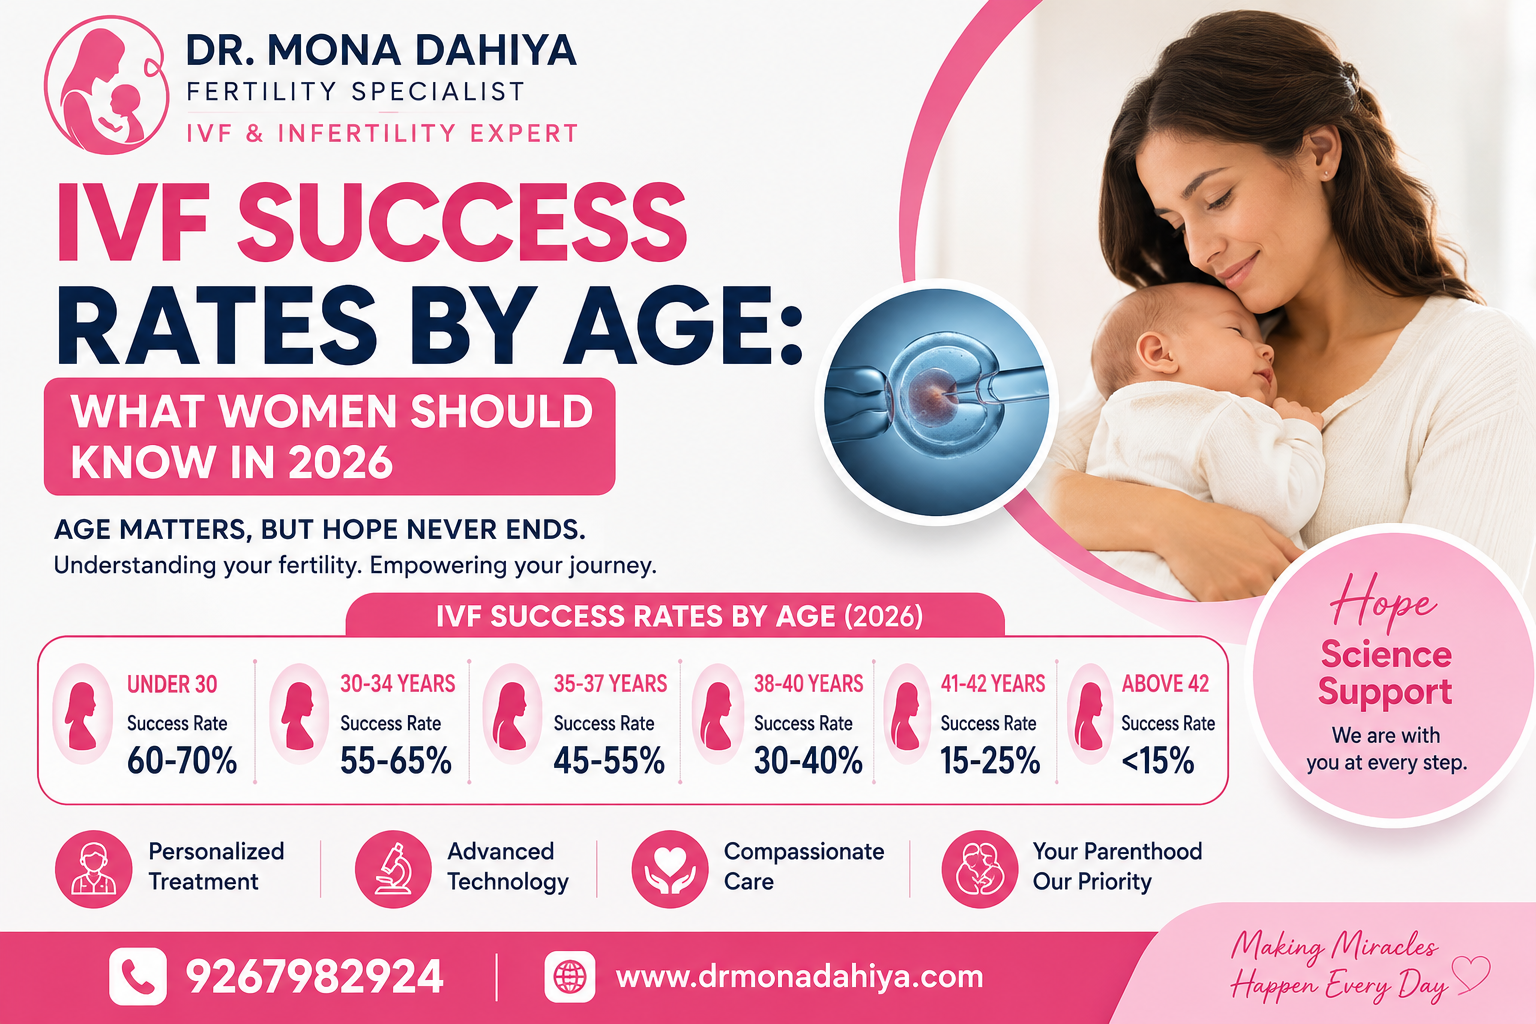 DR. MONA DAHIYA
FERTILITY SPECIALIST
IVF & INFERTILITY EXPERT
IVF SUCCESS
RATES BY AGE:
WHAT WOMEN SHOULD
KNOW IN 2026
AGE MATTERS, BUT HOPE NEVER ENDS.
Understanding your fertility. Empowering your journey.
IVF SUCCESS RATES BY AGE (2026)
UNDER 30
Success Rate
60-70%
30-34 YEARS
Success Rate
55-65%
35-37 YEARS
Success Rate
45-55%
38-40 YEARS
Success Rate
30-40%
41-42 YEARS
Success Rate
15-25%
ABOVE 42
Success Rate
<15%
Hope
Science
Support
We are with
you at every step.
Personalized
Treatment
Advanced
Technology
Compassionate
Care
Your Parenthood
Our Priority
9267982924
www.drmonadahiya.com
Making Miracles
Happen Every Day